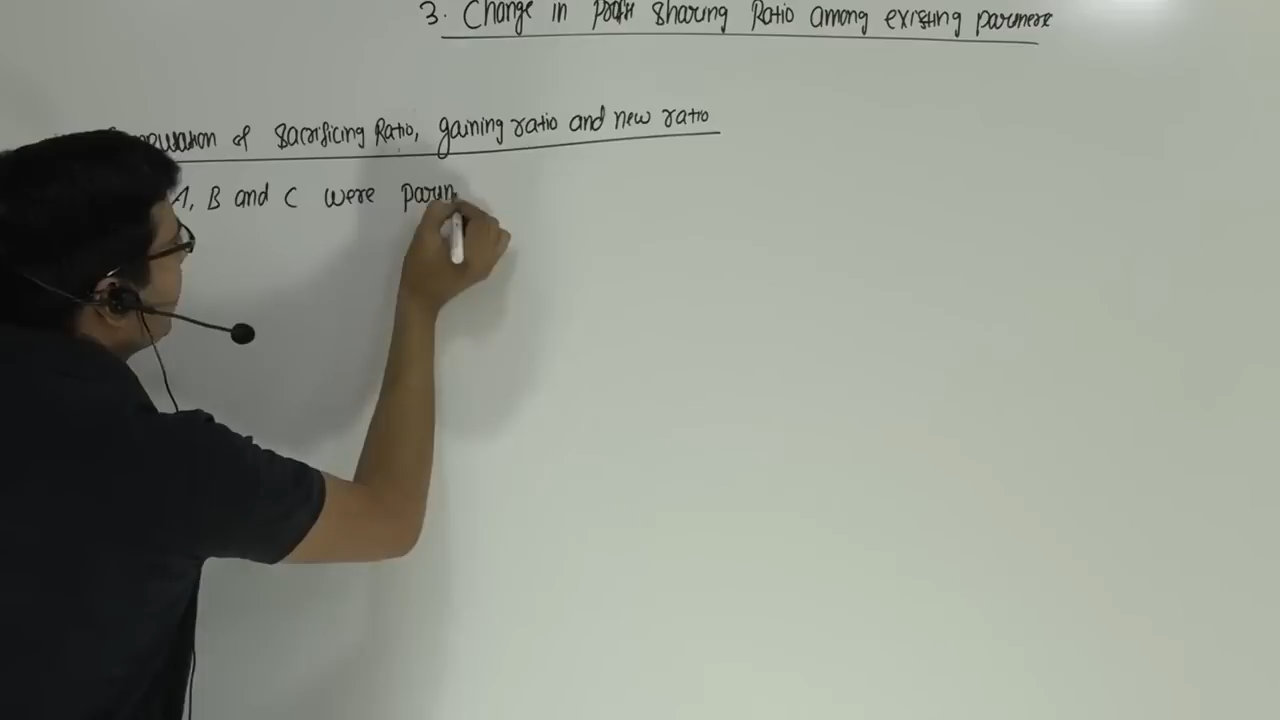 3. Change in Profit Sharing Ratio among existing partners
of Sacrificing Ratio, gaining ratio and new ratio
A, B and C were partn